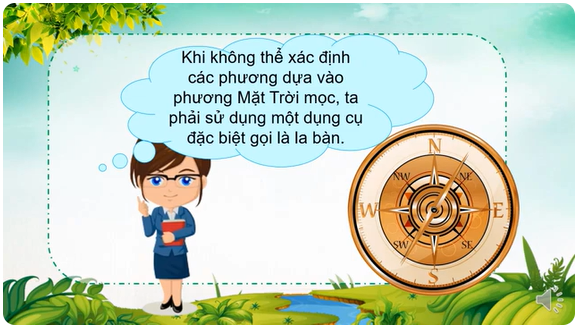 Khi không thể xác định
các phương dựa vào
phương Mặt Trời mọc, ta
phải sử dụng một dụng cụ
đặc biệt gọi là la bàn.
N
NW NE
W E
SW SE
S